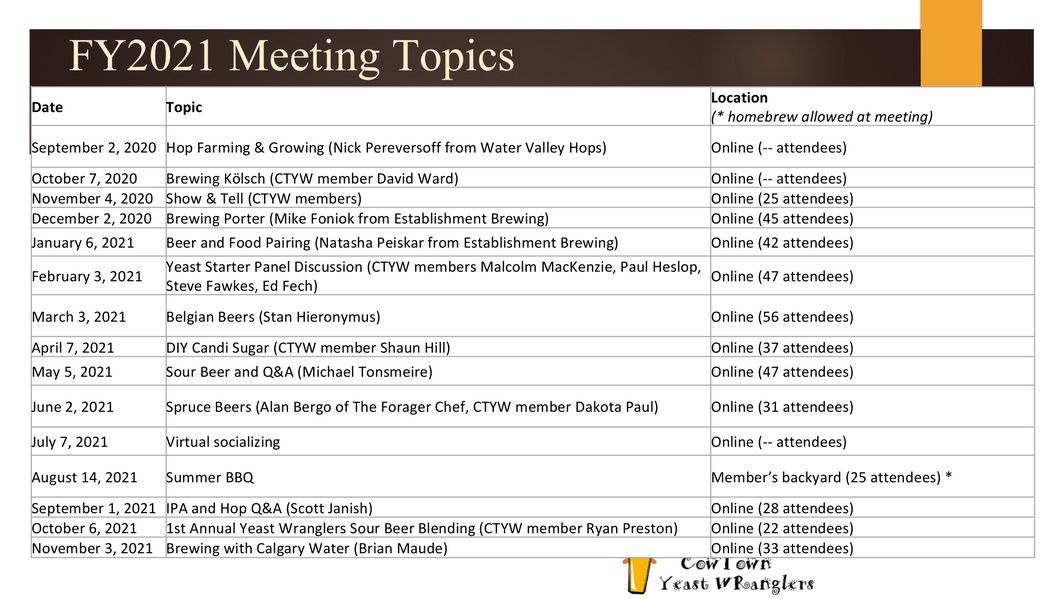 FY2021 Meeting Topics
Date Topic Location
(* homebrew allowed at meeting)
September 2, 2020 Hop Farming & Growing (Nick Pereversoff from Water Valley Hops) Online (-- attendees)
October 7, 2020 Brewing Kölsch (CTYW member David Ward) Online (-- attendees)
November 4, 2020 Show & Tell (CTYW members) Online (25 attendees)
December 2, 2020 Brewing Porter (Mike Foniok from Establishment Brewing) Online (45 attendees)
January 6, 2021 Beer and Food Pairing (Natasha Peiskar from Establishment Brewing) Online (42 attendees)
February 3, 2021 Yeast Starter Panel Discussion (CTYW members Malcolm MacKenzie, Paul Heslop, Online (47 attendees)
Steve Fawkes, Ed Fech)
March 3, 2021 Belgian Beers (Stan Hieronymus) Online (56 attendees)
April 7, 2021 DIY Candi Sugar (CTYW member Shaun Hill) Online (37 attendees)
May 5, 2021 Sour Beer and Q&A (Michael Tonsmeire) Online (47 attendees)
June 2, 2021 Spruce Beers (Alan Bergo of The Forager Chef, CTYW member Dakota Paul) Online (31 attendees)
July 7, 2021 Virtual socializing Online (-- attendees)
August 14, 2021 Summer BBQ Member’s backyard (25 attendees) *
September 1, 2021 IPA and Hop Q&A (Scott Janish) Online (28 attendees)
October 6, 2021 1st Annual Yeast Wranglers Sour Beer Blending (CTYW member Ryan Preston) Online (22 attendees)
November 3, 2021 Brewing with Calgary Water (Brian Maude) Online (33 attendees)
CowTown
Yeast WRanglers